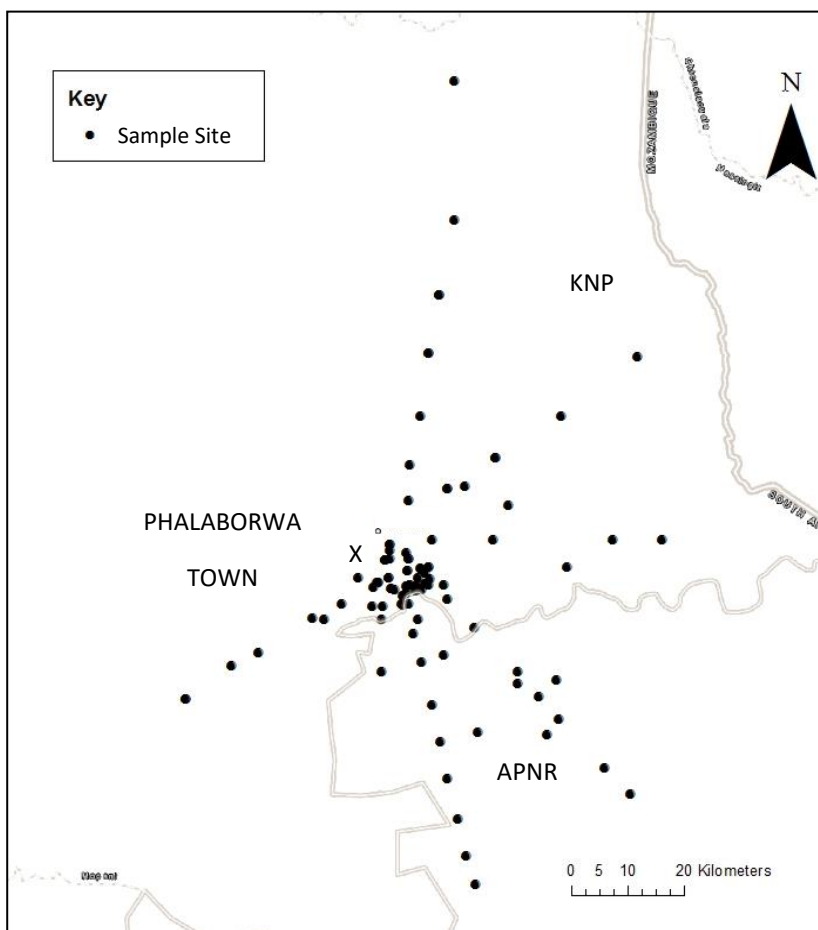 Key
Sample Site
N
MOZAMBIQUE
KNP
SOUTH A
PHALABORWA
X
TOWN
APNR
0 5 10 20 Kilometers